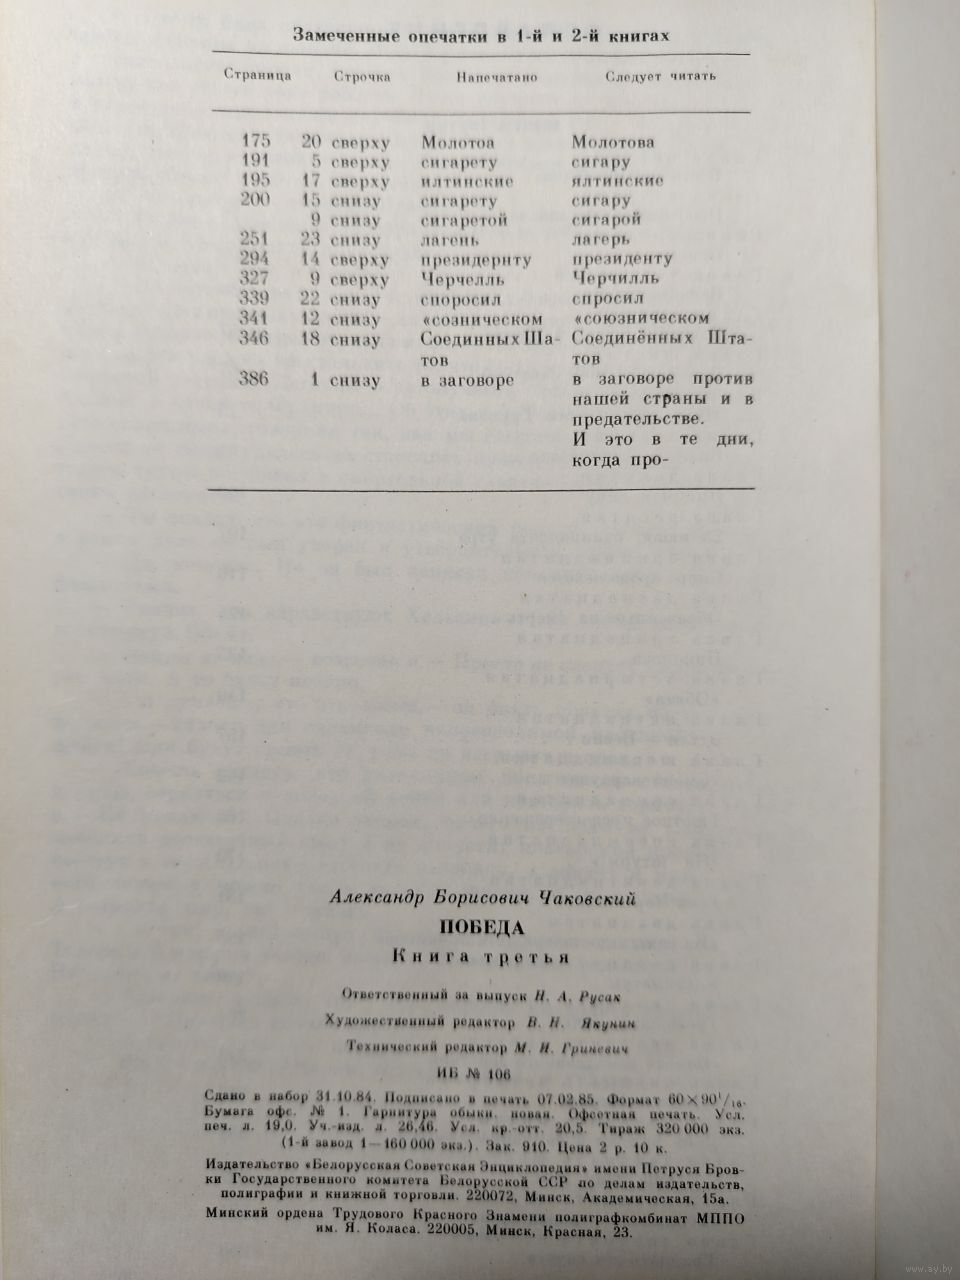 Замеченные опечатки в 1-й и 2-й книгах
Страница Строчка Напечатано Следует читать
175 20 сверху Молотоа Молотова
191 5 сверху сигарету сигару
195 17 сверху илтинские ялтинские
200 15 снизу сигарету сигару
9 снизу сигаретой сигарой
251 23 снизу лагень лагерь
294 14 сверху президернту президенту
327 9 сверху Черчелль Черчилль
339 22 снизу споросил спросил
341 12 снизу «созническом «союзническом
346 18 снизу Соединных Ша- Соединённых Шта-
тов тов
386 1 снизу в заговоре в заговоре против
нашей страны и в
предательстве.
И это в те дни,
когда про-
Александр Борисович Чаковский
ПОБЕДА
Книга третья
Ответственный за выпуск Н. А. Русак
Художественный редактор В. Н. Якунин
Технический редактор М. И. Гриневич
ИБ № 106
Сдано в набор 31.10.84. Подписано в печать 07.02.85. Формат 60×90¹/₁₆.
Бумага офс. № 1. Гарнитура обыкн. новая. Офсетная печать. Усл.
печ. л. 19,0. Уч.-изд. л. 26,46. Усл. кр.-отт. 20,5. Тираж 320 000 экз.
(1-й завод 1—160 000 экз.). Зак. 910. Цена 2 р. 10 к.
Издательство «Белорусская Советская Энциклопедия» имени Петруся Бров-
ки Государственного комитета Белорусской ССР по делам издательств,
полиграфии и книжной торговли. 220072, Минск, Академическая, 15а.
Минский ордена Трудового Красного Знамени полиграфкомбинат МППО
им. Я. Коласа. 220005, Минск, Красная, 23.
www.ay.by